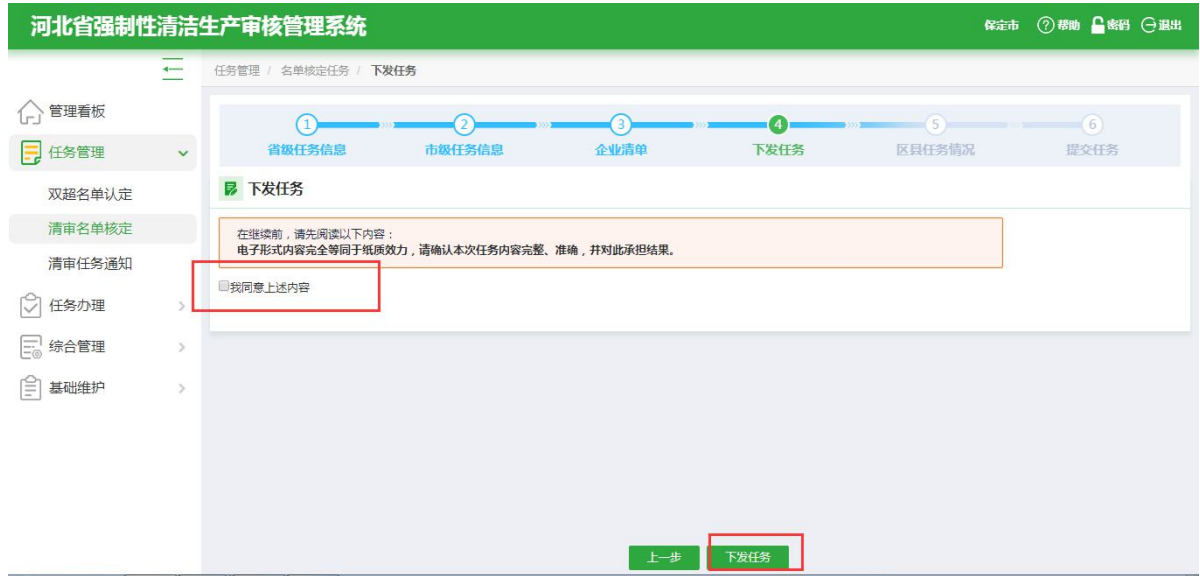 河北省强制性清洁生产审核管理系统
保定市 帮助 密码 退出
任务管理 / 名单核定任务 / 下发任务
管理看板
任务管理
双超名单认定
清审名单核定
清审任务通知
任务办理
综合管理
基础维护
1 2 3 4 5 6
省级任务信息 市级任务信息 企业清单 下发任务 区县任务情况 提交任务
下发任务
在继续前，请先阅读以下内容：
电子形式内容完全等同于纸质效力，请确认本次任务内容完整、准确，并对此承担结果。
我同意上述内容
上一步 下发任务